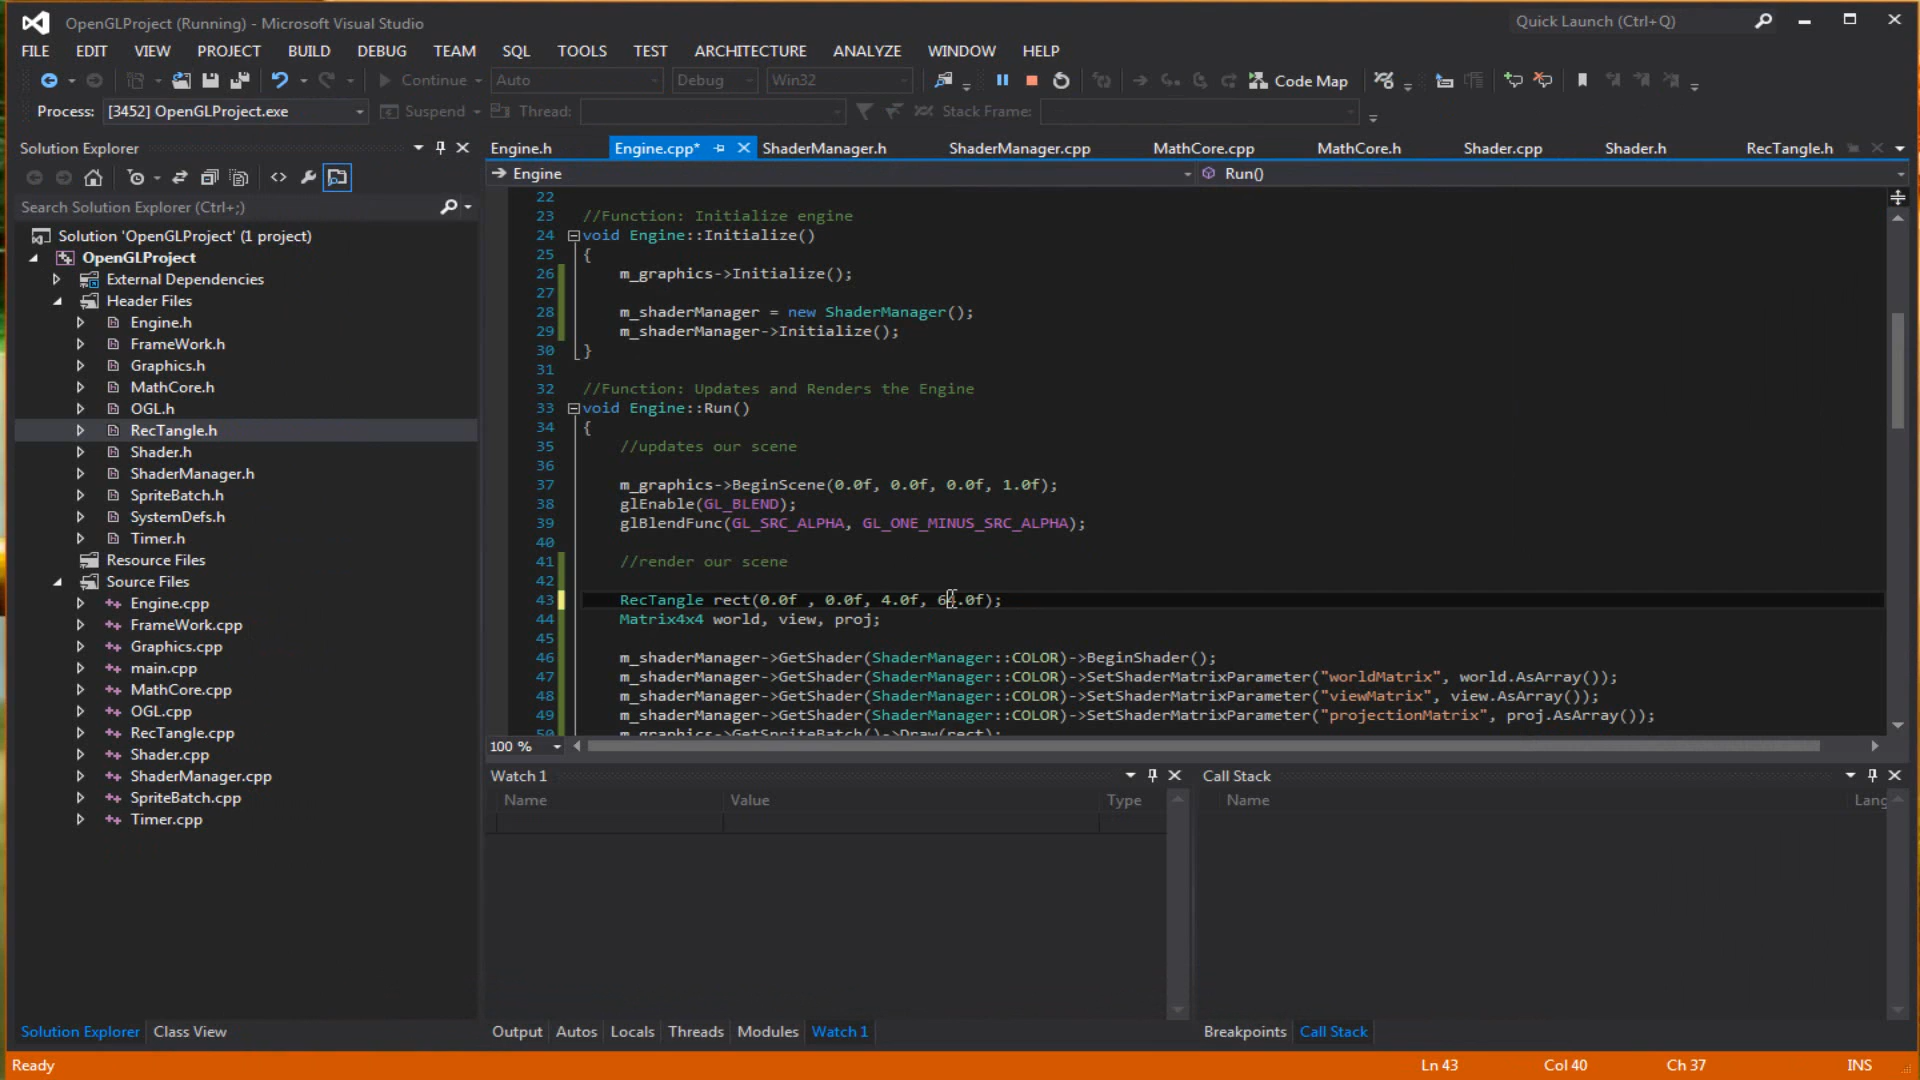 OpenGLProject (Running) - Microsoft Visual Studio
Quick Launch (Ctrl+Q)
FILE EDIT VIEW PROJECT BUILD DEBUG TEAM SQL TOOLS TEST ARCHITECTURE ANALYZE WINDOW HELP
Continue Auto Debug Win32 Code Map
Process: [3452] OpenGLProject.exe Suspend Thread: Stack Frame:
Solution Explorer
Engine.h Engine.cpp* ShaderManager.h ShaderManager.cpp MathCore.cpp MathCore.h Shader.cpp Shader.h RecTangle.h
Engine Run()
Search Solution Explorer (Ctrl+;)
Solution 'OpenGLProject' (1 project)
OpenGLProject
External Dependencies
Header Files
Engine.h
FrameWork.h
Graphics.h
MathCore.h
OGL.h
RecTangle.h
Shader.h
ShaderManager.h
SpriteBatch.h
SystemDefs.h
Timer.h
Resource Files
Source Files
Engine.cpp
FrameWork.cpp
Graphics.cpp
main.cpp
MathCore.cpp
OGL.cpp
RecTangle.cpp
Shader.cpp
ShaderManager.cpp
SpriteBatch.cpp
Timer.cpp
Solution Explorer Class View
22
23 //Function: Initialize engine
24 void Engine::Initialize()
25 {
26 m_graphics->Initialize();
27
28 m_shaderManager = new ShaderManager();
29 m_shaderManager->Initialize();
30 }
31
32 //Function: Updates and Renders the Engine
33 void Engine::Run()
34 {
35 //updates our scene
36
37 m_graphics->BeginScene(0.0f, 0.0f, 0.0f, 1.0f);
38 glEnable(GL_BLEND);
39 glBlendFunc(GL_SRC_ALPHA, GL_ONE_MINUS_SRC_ALPHA);
40
41 //render our scene
42
43 RecTangle rect(0.0f , 0.0f, 4.0f, 64.0f);
44 Matrix4x4 world, view, proj;
45
46 m_shaderManager->GetShader(ShaderManager::COLOR)->BeginShader();
47 m_shaderManager->GetShader(ShaderManager::COLOR)->SetShaderMatrixParameter("worldMatrix", world.AsArray());
48 m_shaderManager->GetShader(ShaderManager::COLOR)->SetShaderMatrixParameter("viewMatrix", view.AsArray());
49 m_shaderManager->GetShader(ShaderManager::COLOR)->SetShaderMatrixParameter("projectionMatrix", proj.AsArray());
50 m_graphics->GetSpriteBatch()->Draw(rect);
100 %
Watch 1
Name Value Type
Call Stack
Name Lang
Output Autos Locals Threads Modules Watch 1
Breakpoints Call Stack
Ready Ln 43 Col 40 Ch 37 INS